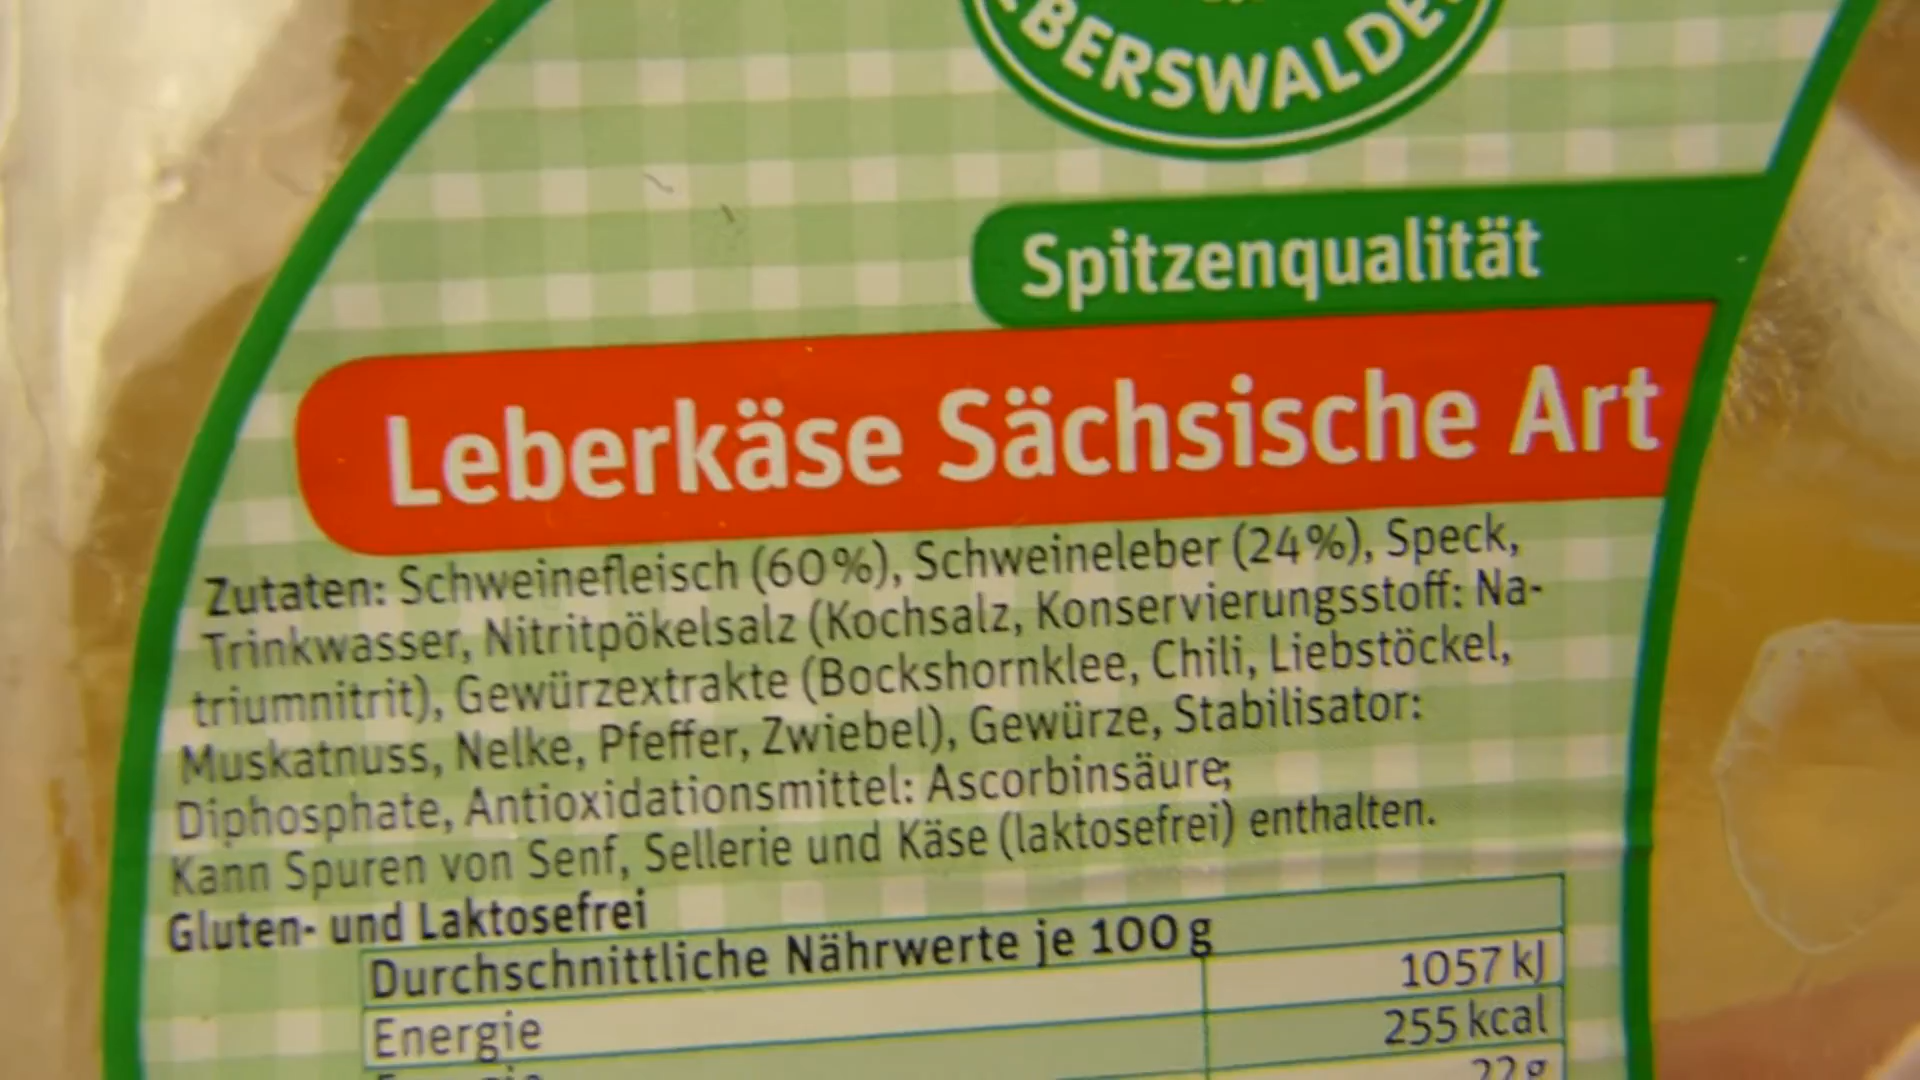 EBERSWALDE
Spitzenqualität
Leberkäse Sächsische Art
Zutaten: Schweinefleisch (60%), Schweineleber (24%), Speck,
Trinkwasser, Nitritpökelsalz (Kochsalz, Konservierungsstoff: Na-
triumnitrit), Gewürzextrakte (Bockshornklee, Chili, Liebstöckel,
Muskatnuss, Nelke, Pfeffer, Zwiebel), Gewürze, Stabilisator:
Diphosphate, Antioxidationsmittel: Ascorbinsäure;
Kann Spuren von Senf, Sellerie und Käse (laktosefrei) enthalten.
Gluten- und Laktosefrei
Durchschnittliche Nährwerte je 100g
Energie 1057 kJ
255 kcal
22g